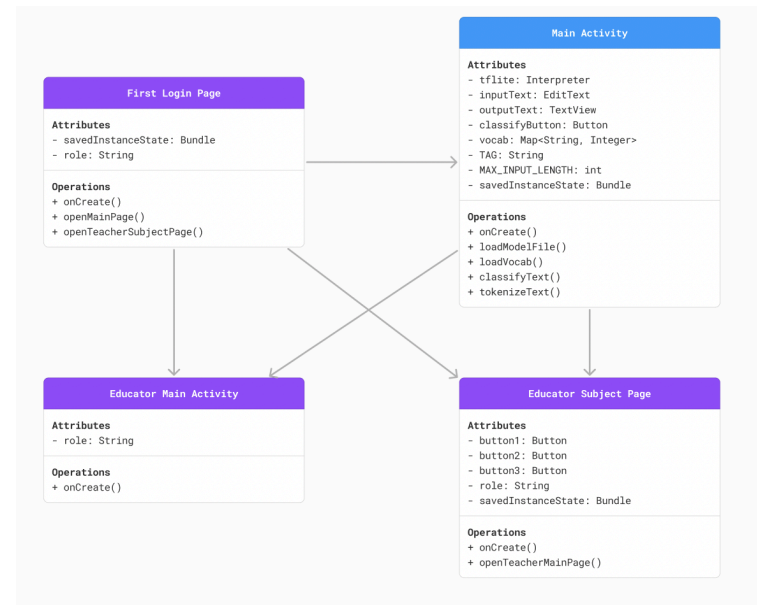 First Login Page
Attributes
- savedInstanceState: Bundle
- role: String
Operations
+ onCreate()
+ openMainPage()
+ openTeacherSubjectPage()
Main Activity
Attributes
- tflite: Interpreter
- inputText: EditText
- outputText: TextView
- classifyButton: Button
- vocab: Map<String, Integer>
- TAG: String
- MAX_INPUT_LENGTH: int
- savedInstanceState: Bundle
Operations
+ onCreate()
+ loadModelFile()
+ loadVocab()
+ classifyText()
+ tokenizeText()
Educator Main Activity
Attributes
- role: String
Operations
+ onCreate()
Educator Subject Page
Attributes
- button1: Button
- button2: Button
- button3: Button
- role: String
- savedInstanceState: Bundle
Operations
+ onCreate()
+ openTeacherMainPage()